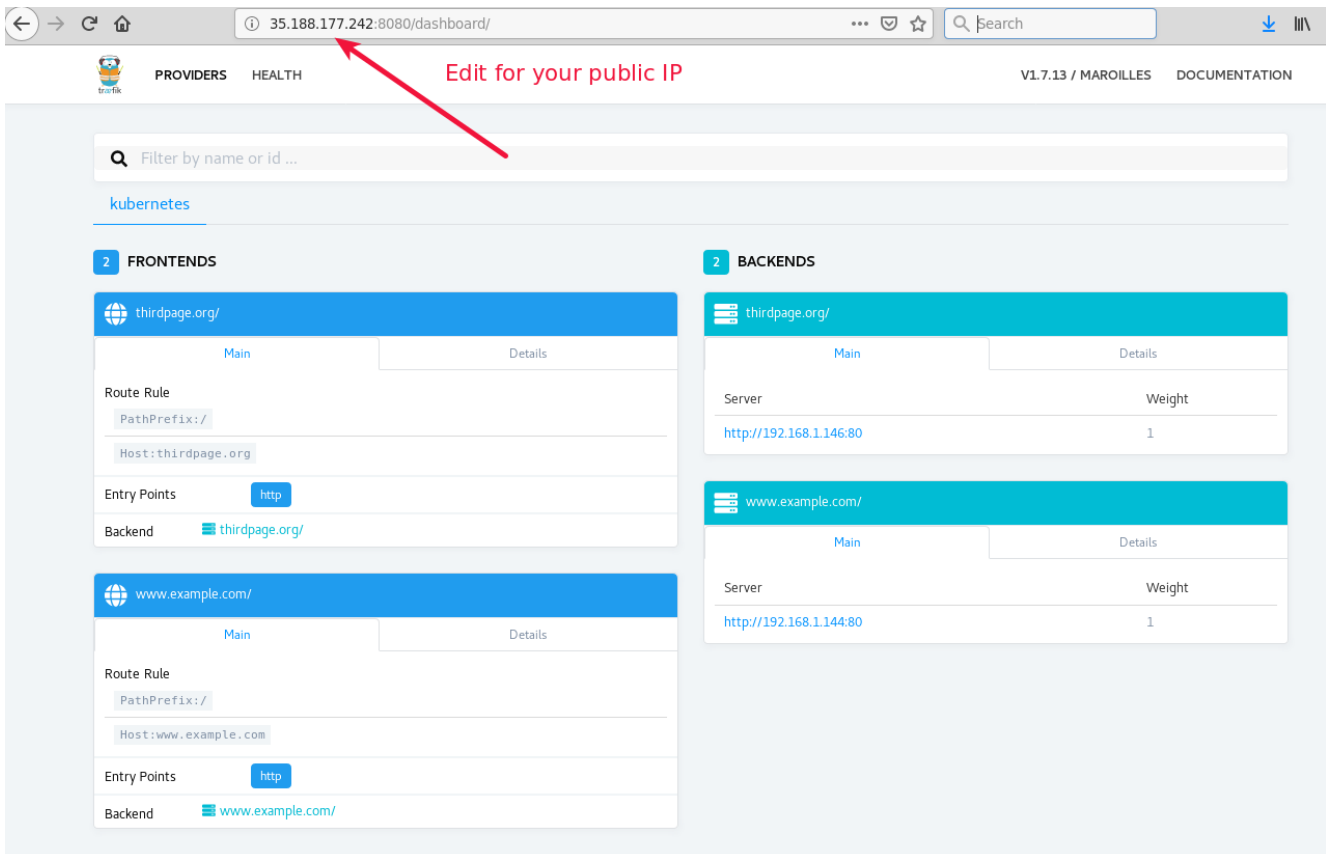 35.188.177.242:8080/dashboard/
Search
træfik
PROVIDERS HEALTH
Edit for your public IP
V1.7.13 / MAROILLES DOCUMENTATION
Filter by name or id ...
kubernetes
2 FRONTENDS
thirdpage.org/
Main Details
Route Rule
PathPrefix:/
Host:thirdpage.org
Entry Points http
Backend thirdpage.org/
www.example.com/
Main Details
Route Rule
PathPrefix:/
Host:www.example.com
Entry Points http
Backend www.example.com/
2 BACKENDS
thirdpage.org/
Main Details
Server Weight
http://192.168.1.146:80 1
www.example.com/
Main Details
Server Weight
http://192.168.1.144:80 1